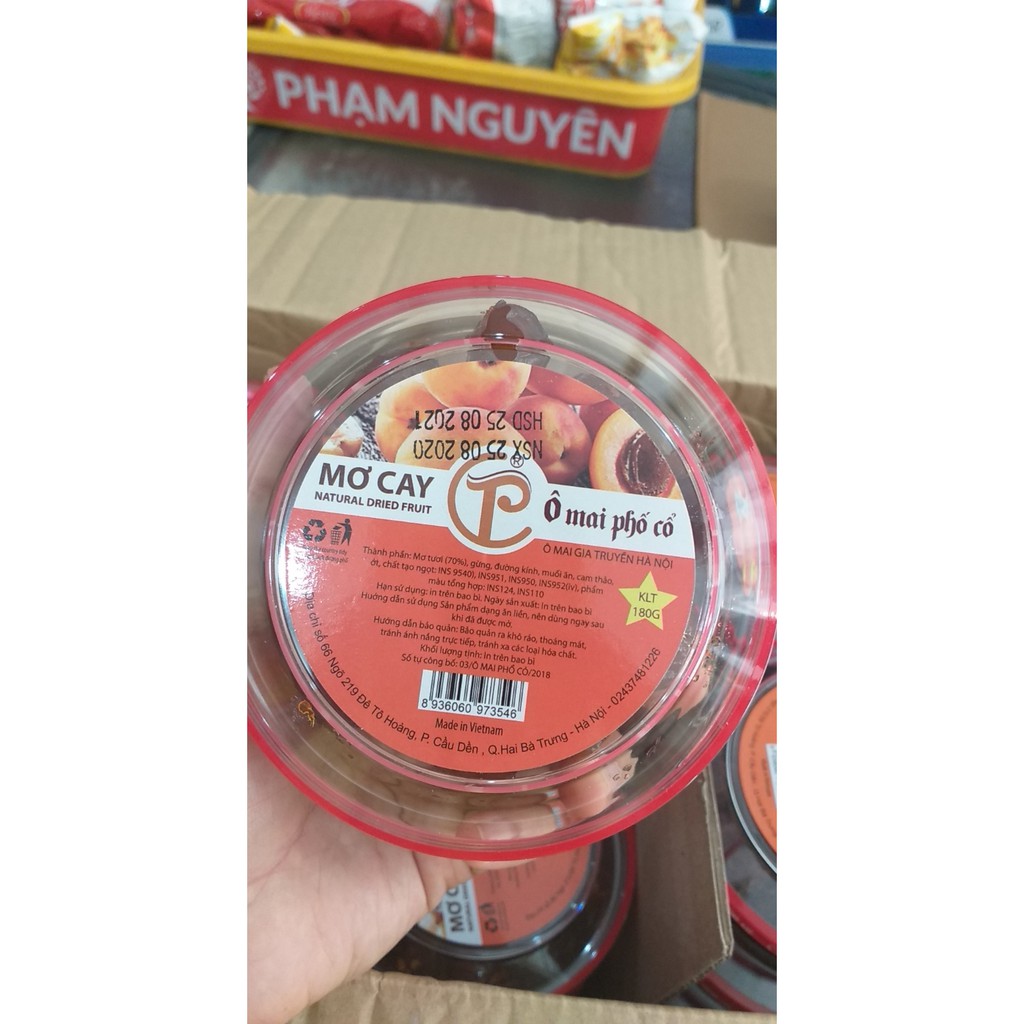 PHẠM NGUYÊN
HSD 25 08 2021
NSX 25 08 2020
MƠ CAY
NATURAL DRIED FRUIT
®
Ô mai phố cổ
Ô MAI GIA TRUYỀN HÀ NỘI
Thành phần: Mơ tươi (70%), gừng, đường kính, muối ăn, cam thảo,
ớt, chất tạo ngọt: INS 9540), INS951, INS950, INS952(iv), phẩm
màu tổng hợp: INS124, INS110
Hạn sử dụng: in trên bao bì. Ngày sản xuất: In trên bao bì
Hướng dẫn sử dụng Sản phẩm dạng ăn liền, nên dùng ngay sau
khi đã được mở.
Hướng dẫn bảo quản: Bảo quản ra khô ráo, thoáng mát,
tránh ánh nắng trực tiếp, tránh xa các loại hóa chất.
Khối lượng tịnh: In trên bao bì
Số tự công bố: 03/Ô MAI PHỐ CỔ/2018
KLT
180G
8 936060 973546
Made in Vietnam
Địa chỉ số 66 Ngõ 219 Đê Tô Hoáng, P. Cầu Dền , Q.Hai Bà Trưng - Hà Nội - 02437481226
MƠ C